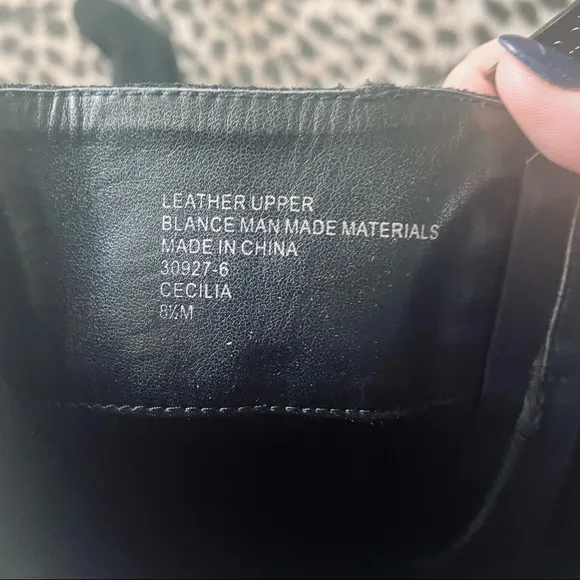 LEATHER UPPER
BLANCE MAN MADE MATERIALS
MADE IN CHINA
30927-6
CECILIA
8½M